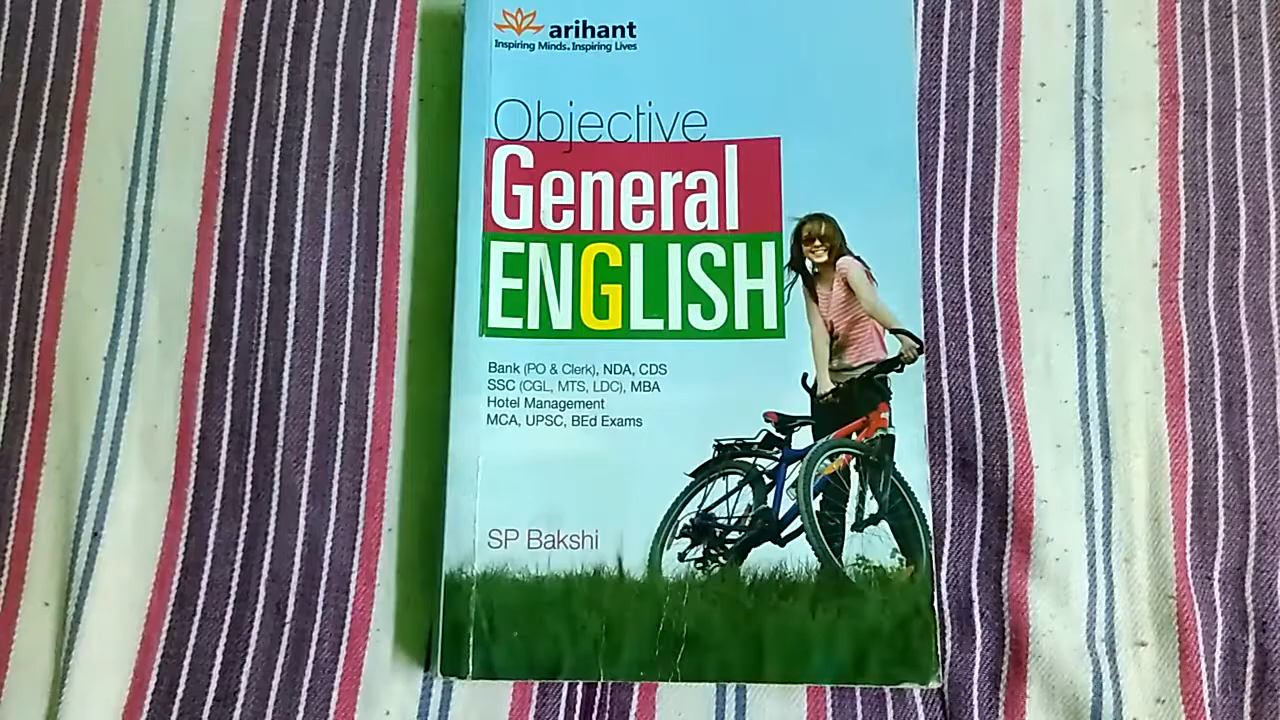 arihant
Inspiring Minds. Inspiring Lives
Objective
General
ENGLISH
Bank (PO & Clerk), NDA, CDS
SSC (CGL, MTS, LDC), MBA
Hotel Management
MCA, UPSC, BEd Exams
SP Bakshi